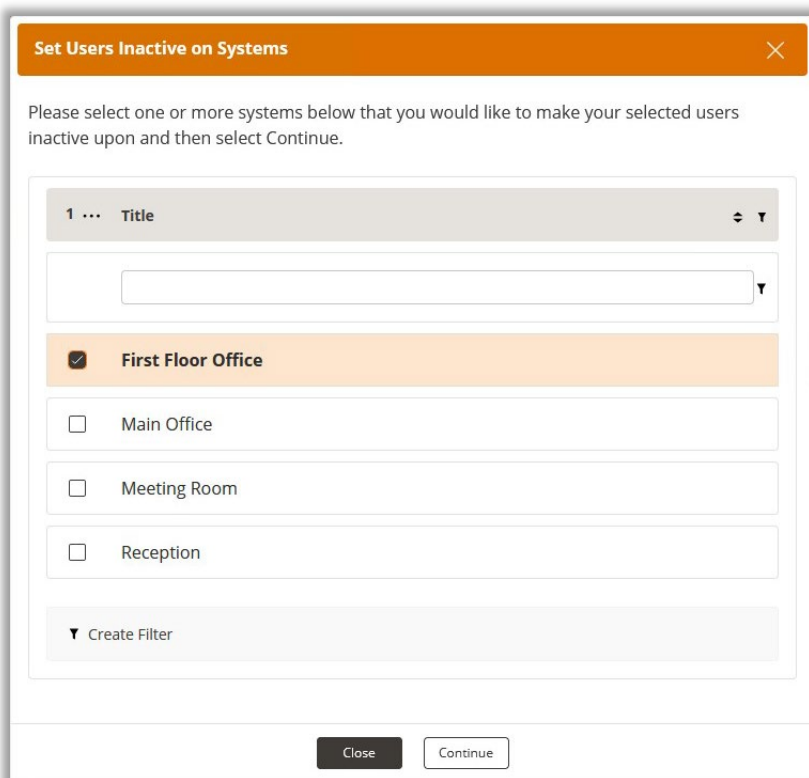 Set Users Inactive on Systems
Please select one or more systems below that you would like to make your selected users
inactive upon and then select Continue.
1 ... Title
First Floor Office
Main Office
Meeting Room
Reception
Create Filter
Close Continue